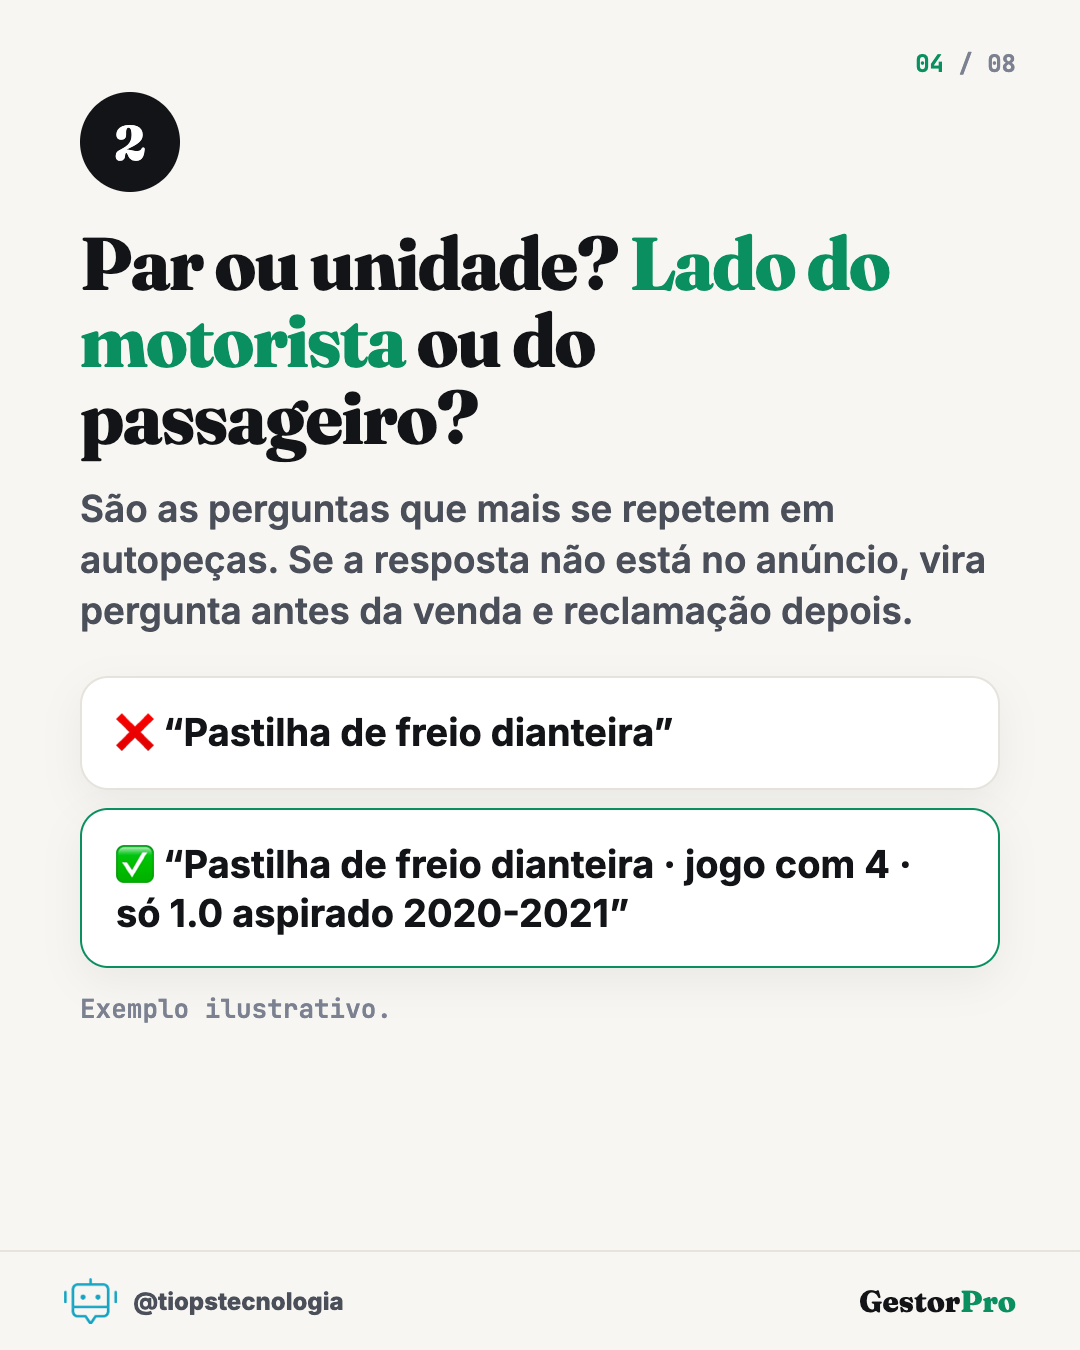 04 / 08
2
Par ou unidade? Lado do
motorista ou do
passageiro?
São as perguntas que mais se repetem em
autopeças. Se a resposta não está no anúncio, vira
pergunta antes da venda e reclamação depois.
❌ “Pastilha de freio dianteira”
✅ “Pastilha de freio dianteira · jogo com 4 ·
só 1.0 aspirado 2020-2021”
Exemplo ilustrativo.
@tiopstecnologia
GestorPro